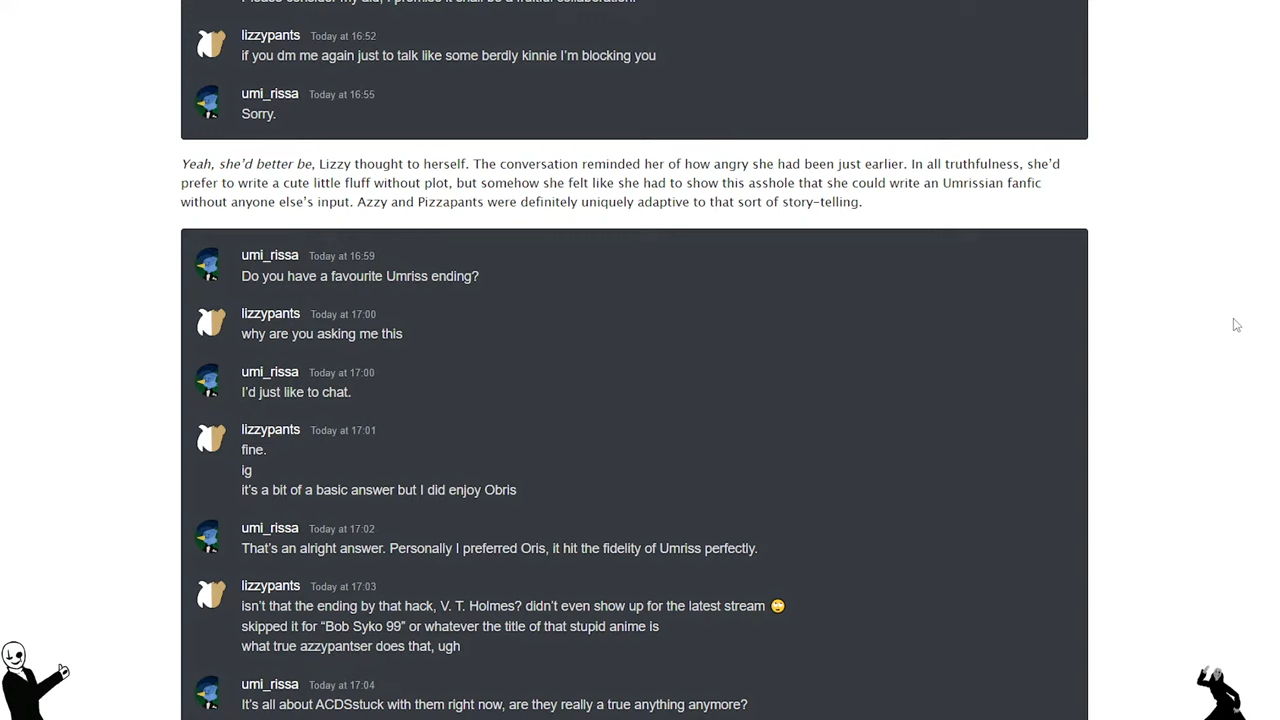 Please consider my aid, I promise it shall be a fruitful collaboration.
lizzypants Today at 16:52
if you dm me again just to talk like some berdly kinnie I'm blocking you
umi_rissa Today at 16:55
Sorry.
Yeah, she'd better be, Lizzy thought to herself. The conversation reminded her of how angry she had been just earlier. In all truthfulness, she'd
prefer to write a cute little fluff without plot, but somehow she felt like she had to show this asshole that she could write an Umrissian fanfic
without anyone else's input. Azzy and Pizzapants were definitely uniquely adaptive to that sort of story-telling.
umi_rissa Today at 16:59
Do you have a favourite Umriss ending?
lizzypants Today at 17:00
why are you asking me this
umi_rissa Today at 17:00
I'd just like to chat.
lizzypants Today at 17:01
fine.
ig
it's a bit of a basic answer but I did enjoy Obris
umi_rissa Today at 17:02
That's an alright answer. Personally I preferred Oris, it hit the fidelity of Umriss perfectly.
lizzypants Today at 17:03
isn't that the ending by that hack, V. T. Holmes? didn't even show up for the latest stream 🙄
skipped it for "Bob Syko 99" or whatever the title of that stupid anime is
what true azzypantser does that, ugh
umi_rissa Today at 17:04
It's all about ACDSstuck with them right now, are they really a true anything anymore?